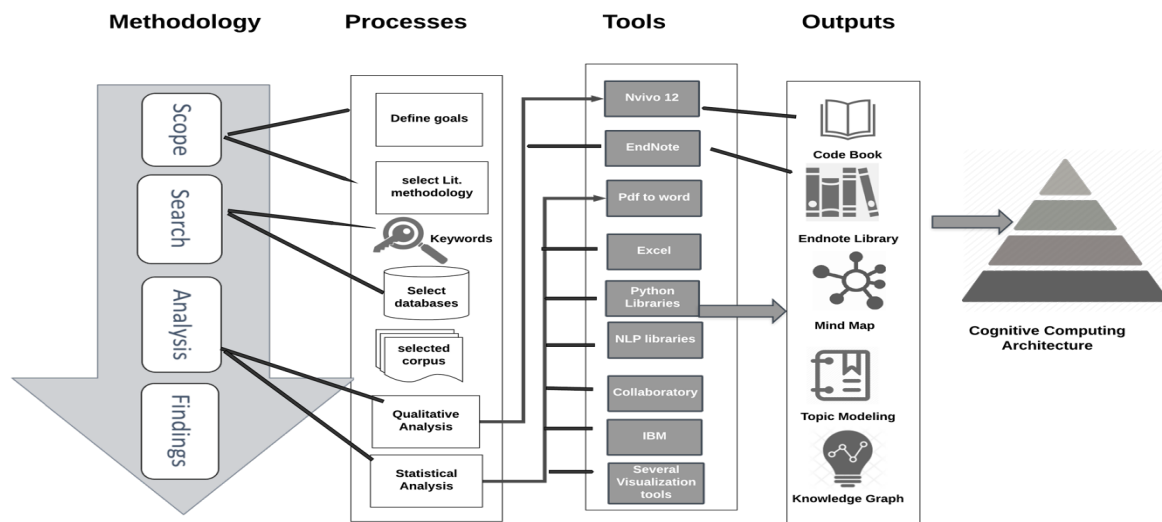 Methodology
Processes
Tools
Outputs
Scope
Search
Analysis
Findings
Define goals
select Lit.
methodology
Keywords
Select
databases
selected
corpus
Qualitative
Analysis
Statistical
Analysis
Nvivo 12
EndNote
Pdf to word
Excel
Python
Libraries
NLP libraries
Collaboratory
IBM
Several
Visualization
tools
Code Book
Endnote Library
Mind Map
Topic Modeling
Knowledge Graph
Cognitive Computing
Architecture